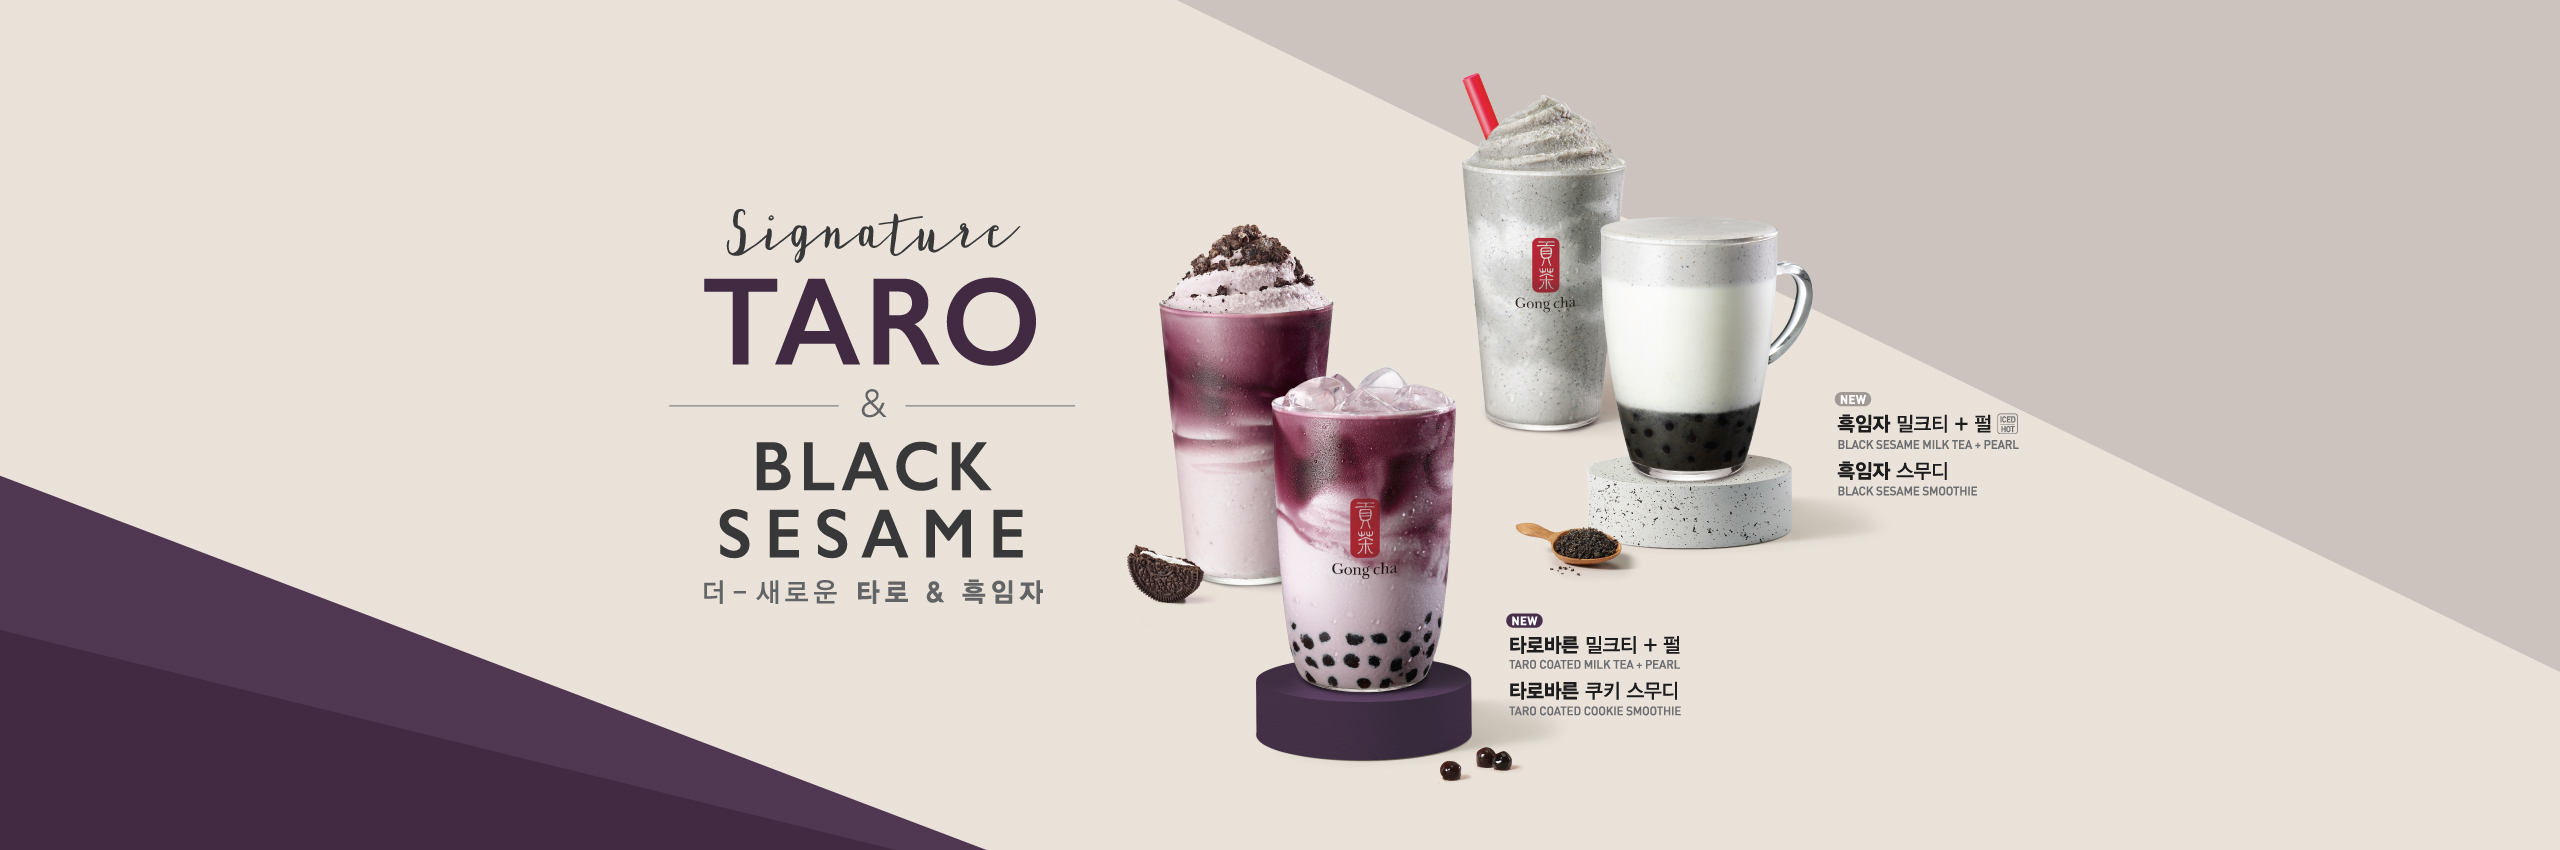 Signature
TARO
&
BLACK
SESAME
더-새로운 타로 & 흑임자
貢茶
Gong cha
貢茶
Gong cha
NEW
흑임자 밀크티 + 펄 ICED HOT
BLACK SESAME MILK TEA + PEARL
흑임자 스무디
BLACK SESAME SMOOTHIE
NEW
타로바른 밀크티 + 펄
TARO COATED MILK TEA + PEARL
타로바른 쿠키 스무디
TARO COATED COOKIE SMOOTHIE